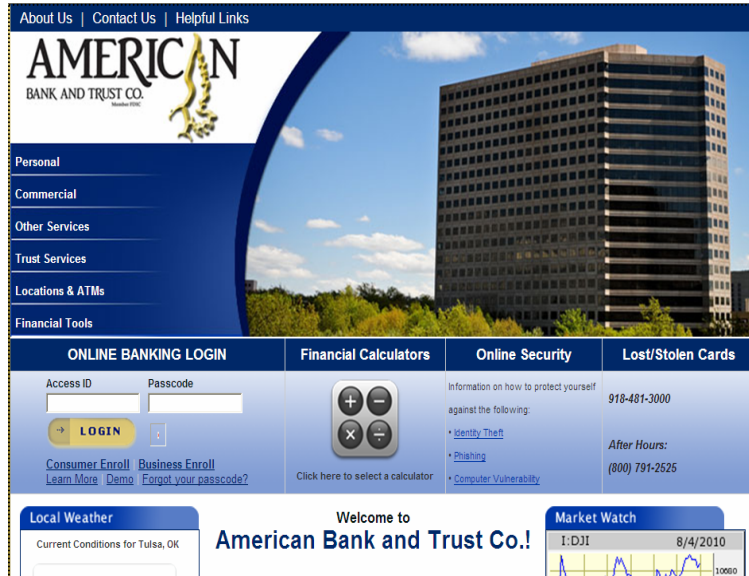 About Us | Contact Us | Helpful Links
AMERICAN
BANK AND TRUST CO.
Member FDIC
Personal
Commercial
Other Services
Trust Services
Locations & ATMs
Financial Tools
ONLINE BANKING LOGIN
Access ID Passcode
LOGIN
Consumer Enroll | Business Enroll
Learn More | Demo | Forgot your passcode?
Financial Calculators
Click here to select a calculator
Online Security
Information on how to protect yourself
against the following:
• Identity Theft
• Phishing
• Computer Vulnerability
Lost/Stolen Cards
918-481-3000
After Hours:
(800) 791-2525
Local Weather
Current Conditions for Tulsa, OK
Welcome to
American Bank and Trust Co.!
Market Watch
I:DJI 8/4/2010
10680